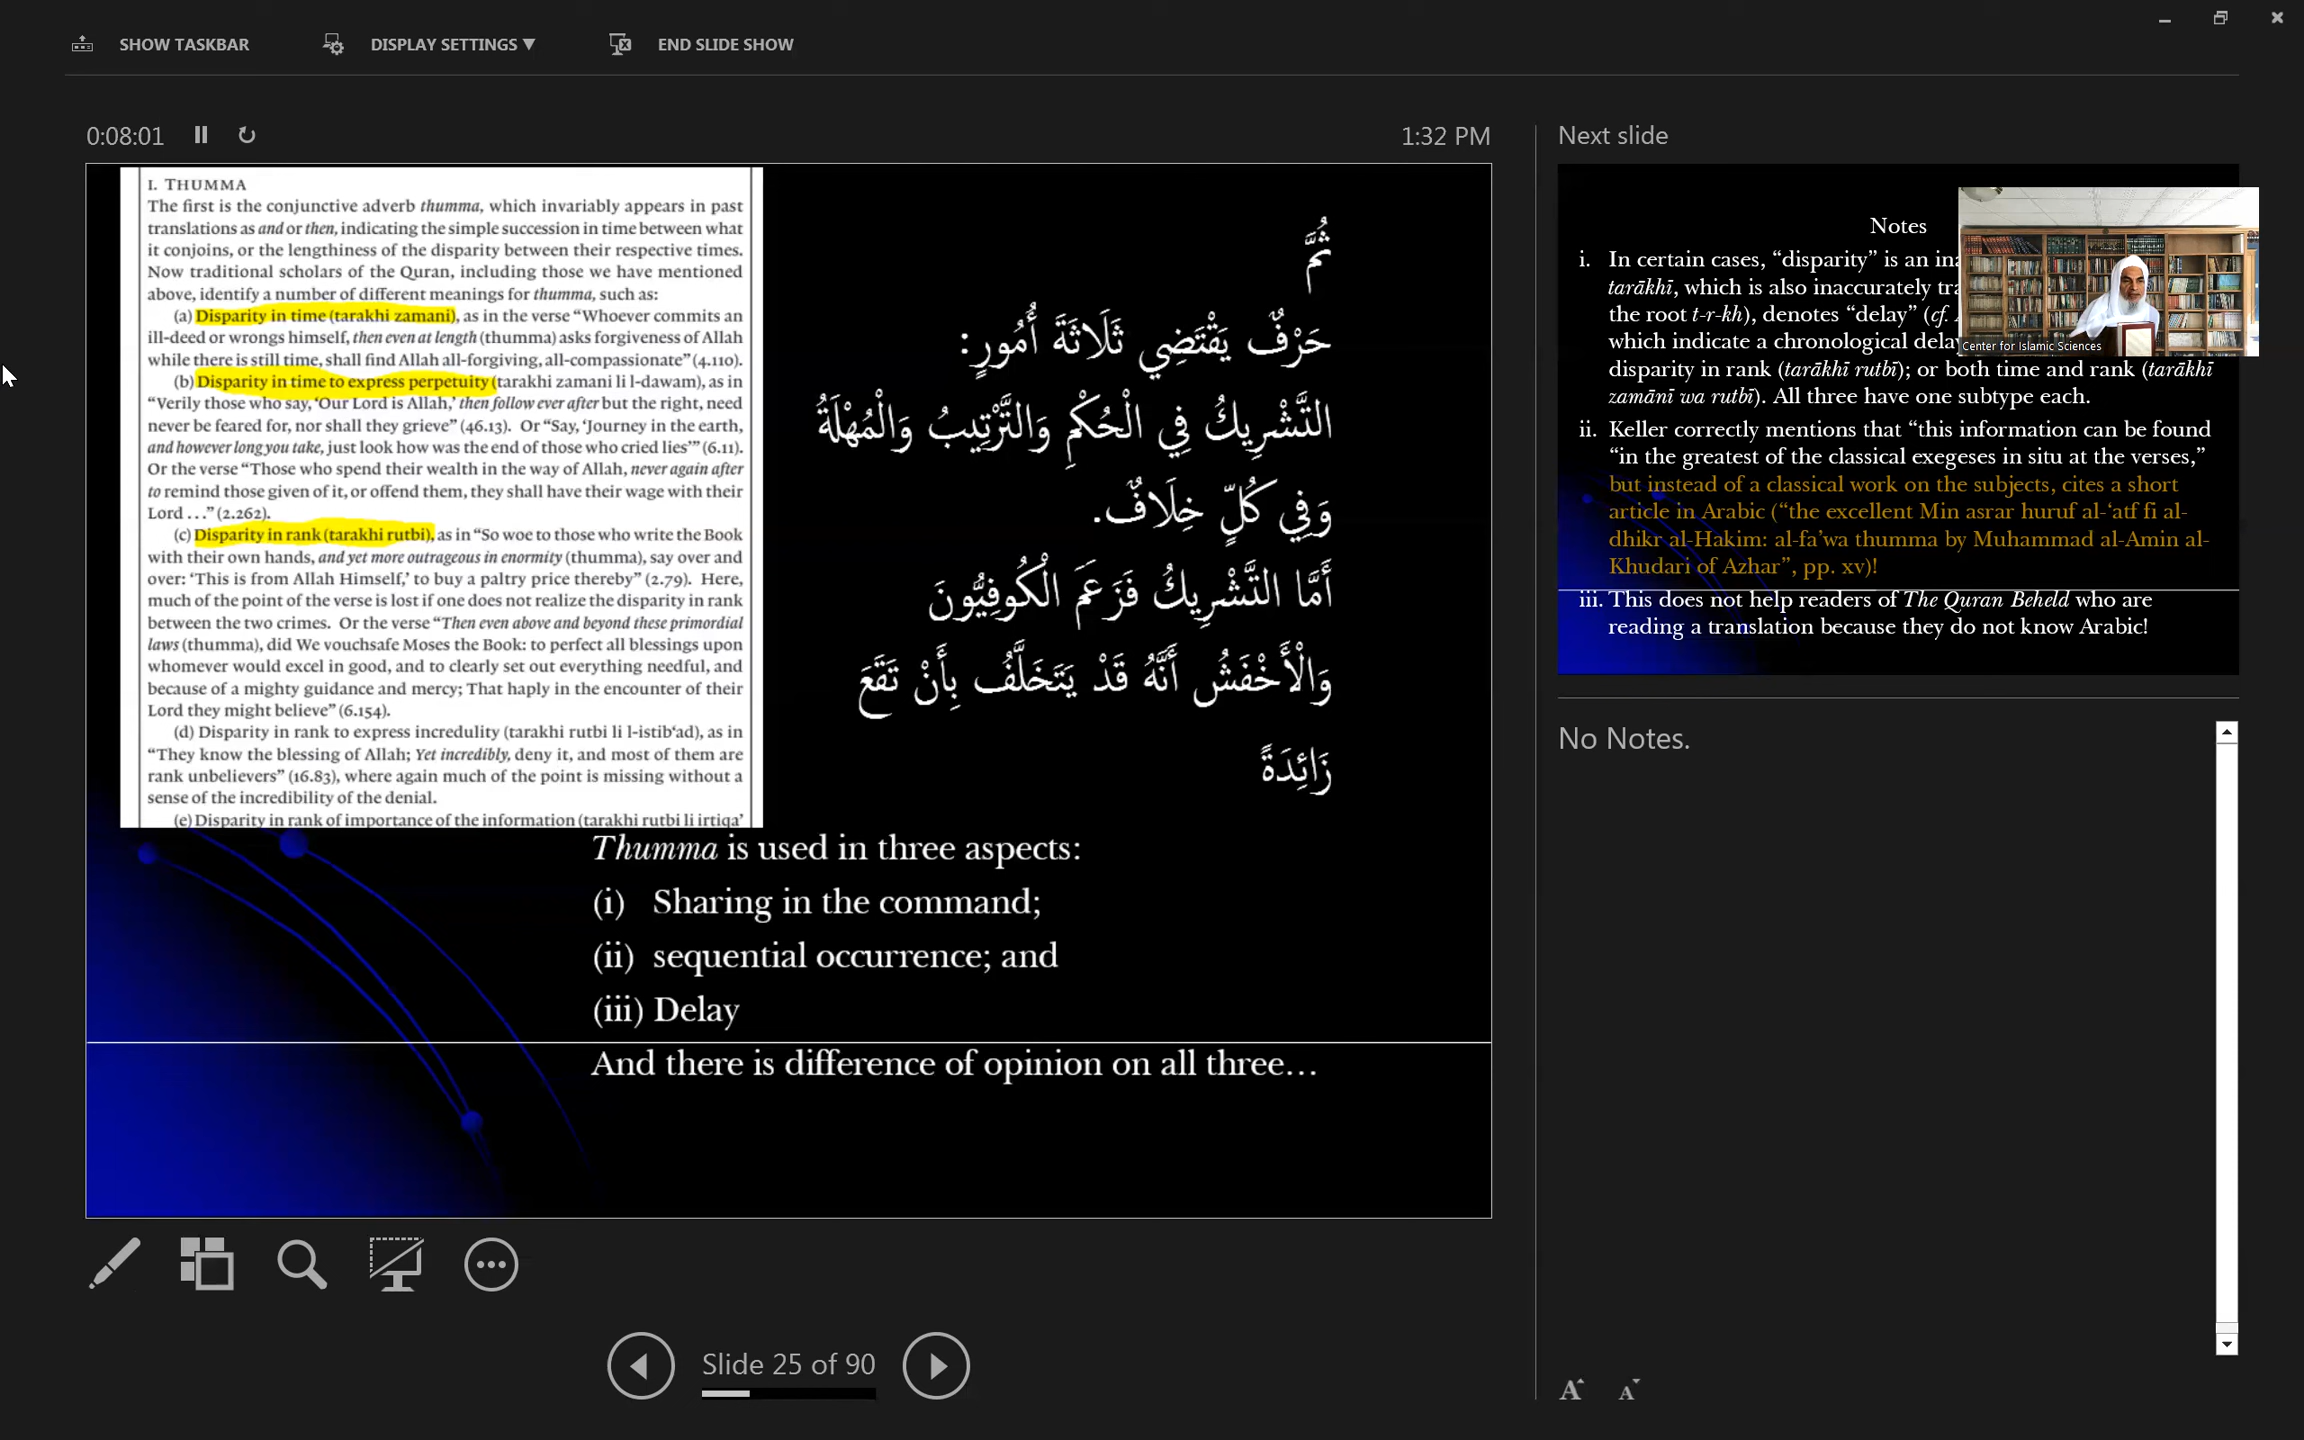 SHOW TASKBAR
DISPLAY SETTINGS ▼
END SLIDE SHOW
0:08:01
1:32 PM
I. THUMMA
The first is the conjunctive adverb thumma, which invariably appears in past
translations as and or then, indicating the simple succession in time between what
it conjoins, or the lengthiness of the disparity between their respective times.
Now traditional scholars of the Quran, including those we have mentioned
above, identify a number of different meanings for thumma, such as:
(a) Disparity in time (tarakhi zamani), as in the verse “Whoever commits an
ill-deed or wrongs himself, then even at length (thumma) asks forgiveness of Allah
while there is still time, shall find Allah all-forgiving, all-compassionate” (4.110).
(b) Disparity in time to express perpetuity (tarakhi zamani li l-dawam), as in
“Verily those who say, ‘Our Lord is Allah,’ then follow ever after but the right, need
never be feared for, nor shall they grieve” (46.13). Or “Say, ‘Journey in the earth,
and however long you take, just look how was the end of those who cried lies’” (6.11).
Or the verse “Those who spend their wealth in the way of Allah, never again after
to remind those given of it, or offend them, they shall have their wage with their
Lord . . .” (2.262).
(c) Disparity in rank (tarakhi rutbi), as in “So woe to those who write the Book
with their own hands, and yet more outrageous in enormity (thumma), say over and
over: ‘This is from Allah Himself,’ to buy a paltry price thereby” (2.79). Here,
much of the point of the verse is lost if one does not realize the disparity in rank
between the two crimes. Or the verse “Then even above and beyond these primordial
laws (thumma), did We vouchsafe Moses the Book: to perfect all blessings upon
whomever would excel in good, and to clearly set out everything needful, and
because of a mighty guidance and mercy; That haply in the encounter of their
Lord they might believe” (6.154).
(d) Disparity in rank to express incredulity (tarakhi rutbi li l-istib‘ad), as in
“They know the blessing of Allah; Yet incredibly, deny it, and most of them are
rank unbelievers” (16.83), where again much of the point is missing without a
sense of the incredibility of the denial.
(e) Disparity in rank of importance of the information (tarakhi rutbi li irtiqa’
ثُمَّ
حَرْفٌ يَقْتَضِي ثَلَاثَةَ أُمُورٍ:
التَّشْرِيكُ فِي الْحُكْمِ وَالتَّرْتِيبُ وَالْمُهْلَةُ
وَفِي كُلٍّ خِلَافٌ.
أَمَّا التَّشْرِيكُ فَزَعَمَ الْكُوفِيُّونَ
وَالْأَخْفَشُ أَنَّهُ قَدْ يَتَخَلَّفُ بِأَنْ تَقَعَ
زَائِدَةً
Thumma is used in three aspects:
(i) Sharing in the command;
(ii) sequential occurrence; and
(iii) Delay
And there is difference of opinion on all three…
Slide 25 of 90
Next slide
Notes
i. In certain cases, “disparity” is an
tarākhī, which is also inaccurately
the root t-r-kh), denotes “delay” (cf.
which indicate a chronological
disparity in rank (tarākhī rutbī); or both time and rank (tarākhī
zamānī wa rutbī). All three have one subtype each.
ii. Keller correctly mentions that “this information can be found
“in the greatest of the classical exegeses in situ at the verses,”
but instead of a classical work on the subjects, cites a short
article in Arabic (“the excellent Min asrar huruf al-‘atf fi al-
dhikr al-Hakim: al-fa’wa thumma by Muhammad al-Amin al-
Khudari of Azhar”, pp. xv)!
iii. This does not help readers of The Quran Beheld who are
reading a translation because they do not know Arabic!
Center for Islamic Sciences
No Notes.
A A